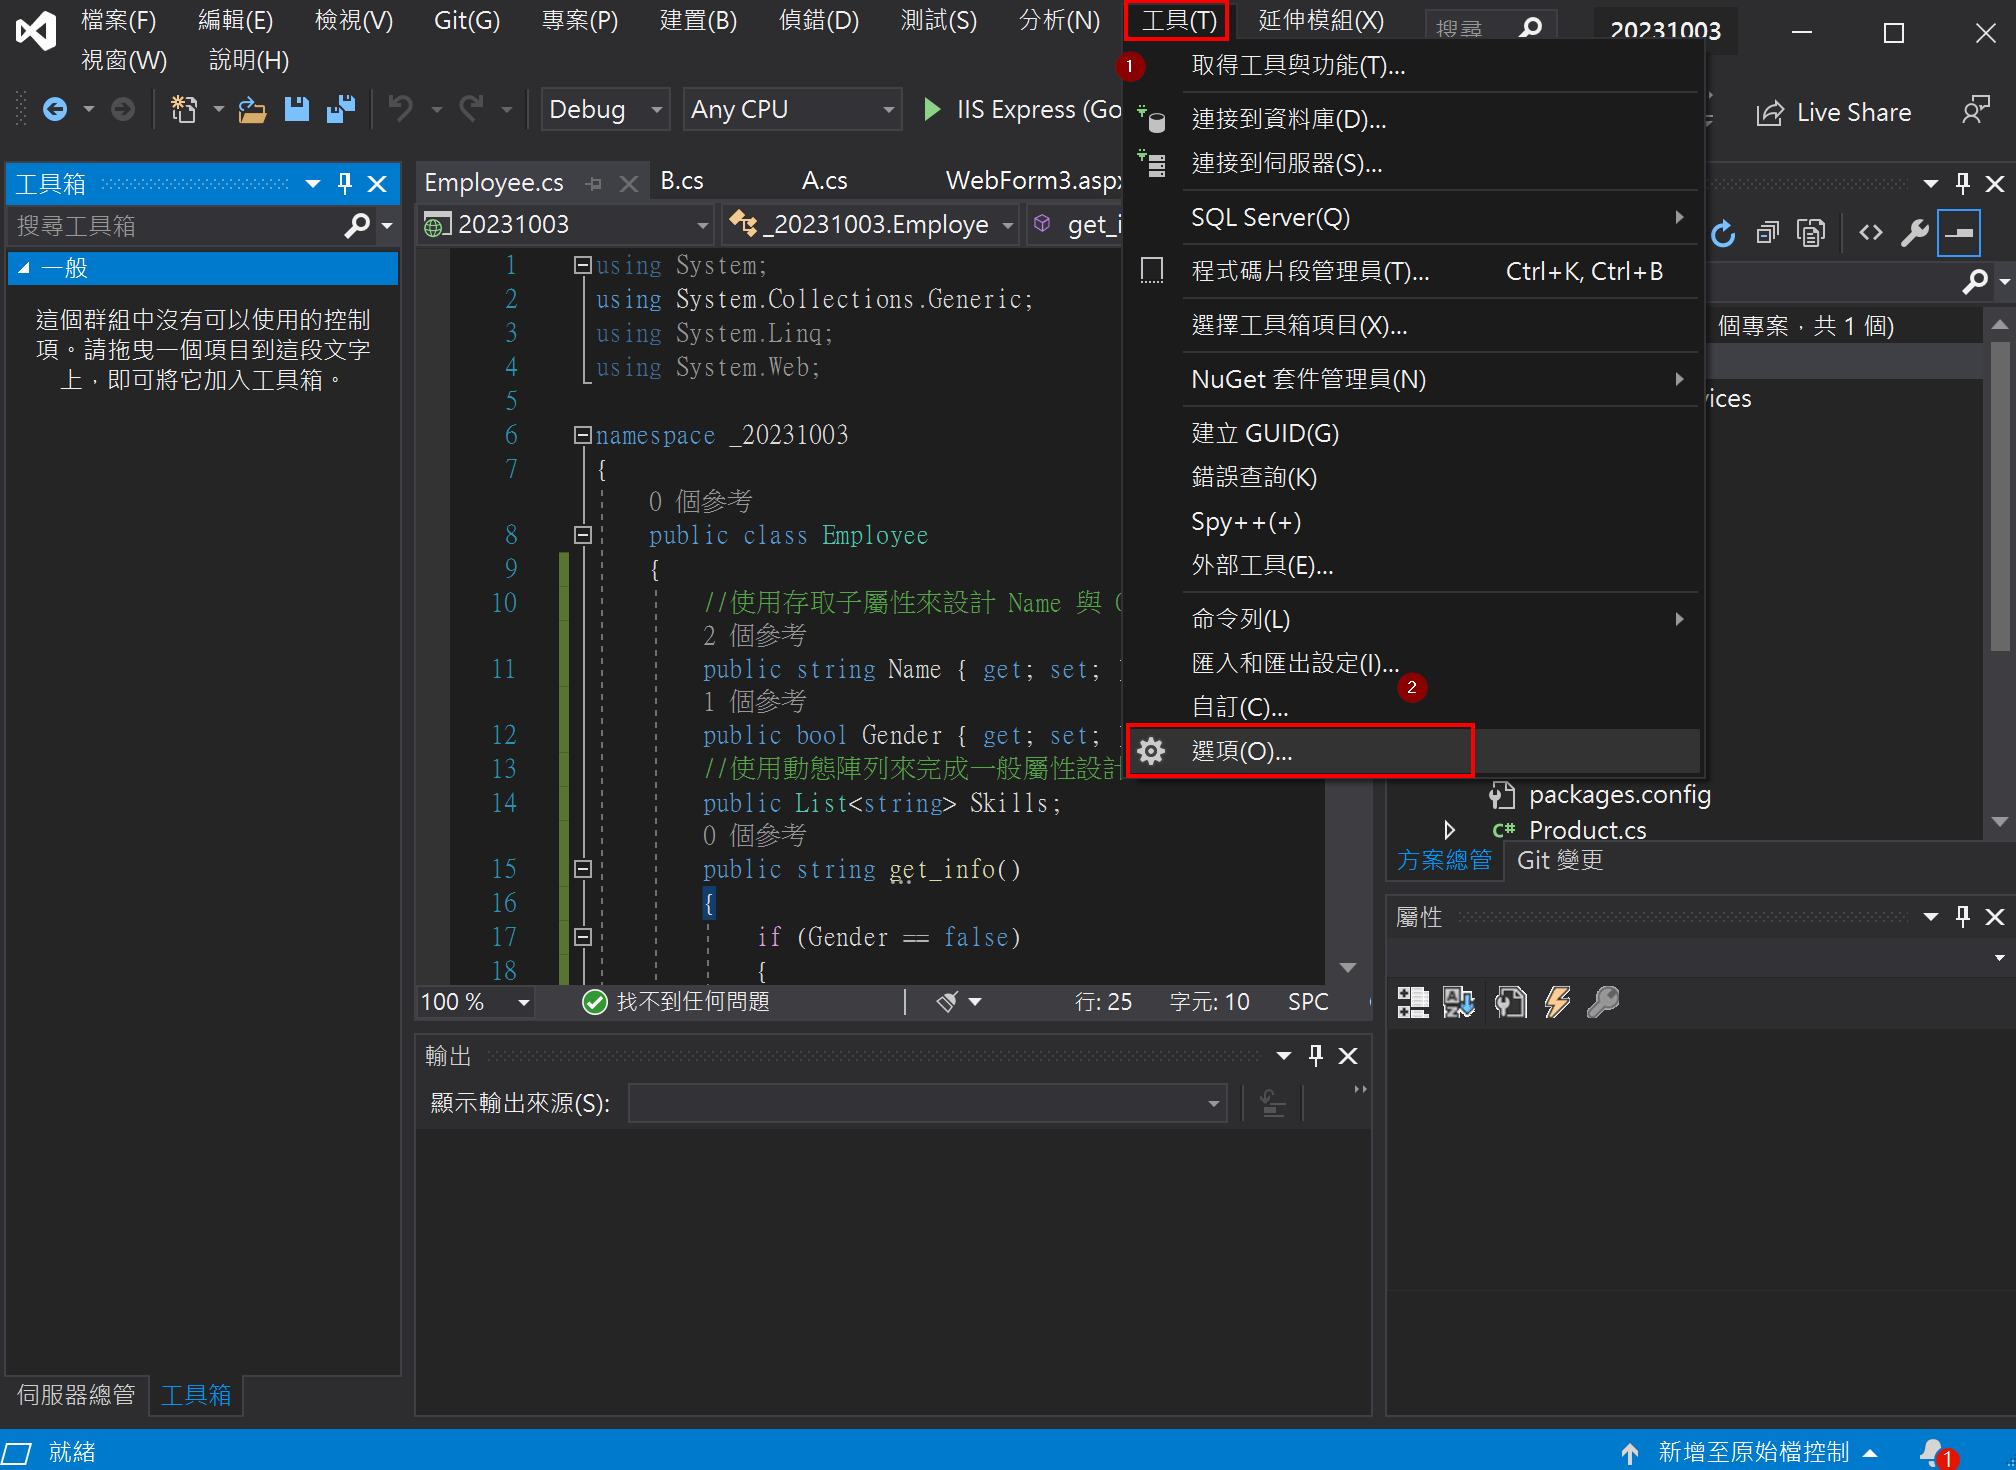 檔案(F) 編輯(E) 檢視(V) Git(G) 專案(P) 建置(B) 偵錯(D) 測試(S) 分析(N) 工具(T) 延伸模組(X) 搜尋 20231003
視窗(W) 說明(H)
Debug Any CPU IIS Express (Go Live Share
1
取得工具與功能(T)...
連接到資料庫(D)...
連接到伺服器(S)...
SQL Server(Q)
程式碼片段管理員(T)... Ctrl+K, Ctrl+B
選擇工具箱項目(X)...
NuGet 套件管理員(N)
建立 GUID(G)
錯誤查詢(K)
Spy++(+)
外部工具(E)...
命令列(L)
匯入和匯出設定(I)...
2
自訂(C)...
選項(O)...
工具箱
搜尋工具箱
一般
這個群組中沒有可以使用的控制
項。請拖曳一個項目到這段文字
上，即可將它加入工具箱。
伺服器總管 工具箱
Employee.cs B.cs A.cs WebForm3.aspx
20231003 _20231003.Employe get_i
1 using System;
2 using System.Collections.Generic;
3 using System.Linq;
4 using System.Web;
5
6 namespace _20231003
7 {
0 個參考
8 public class Employee
9 {
10 //使用存取子屬性來設計 Name 與
2 個參考
11 public string Name { get; set;
1 個參考
12 public bool Gender { get; set;
13 //使用動態陣列來完成一般屬性設計
14 public List<string> Skills;
0 個參考
15 public string get_info()
16 {
17 if (Gender == false)
18 {
100 % 找不到任何問題 行: 25 字元: 10 SPC
輸出
顯示輸出來源(S):
個專案，共 1 個)
vices
packages.config
C# Product.cs
方案總管 Git 變更
屬性
就緒 新增至原始檔控制 1